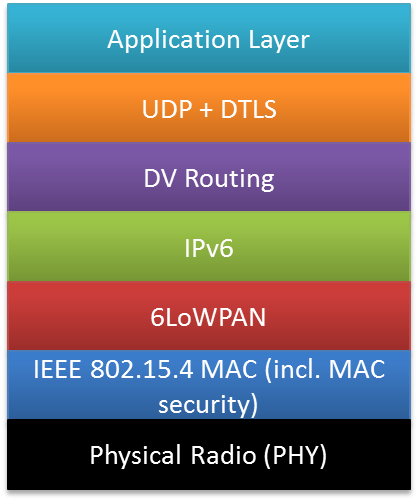 Application Layer
UDP + DTLS
DV Routing
IPv6
6LoWPAN
IEEE 802.15.4 MAC (incl. MAC
security)
Physical Radio (PHY)